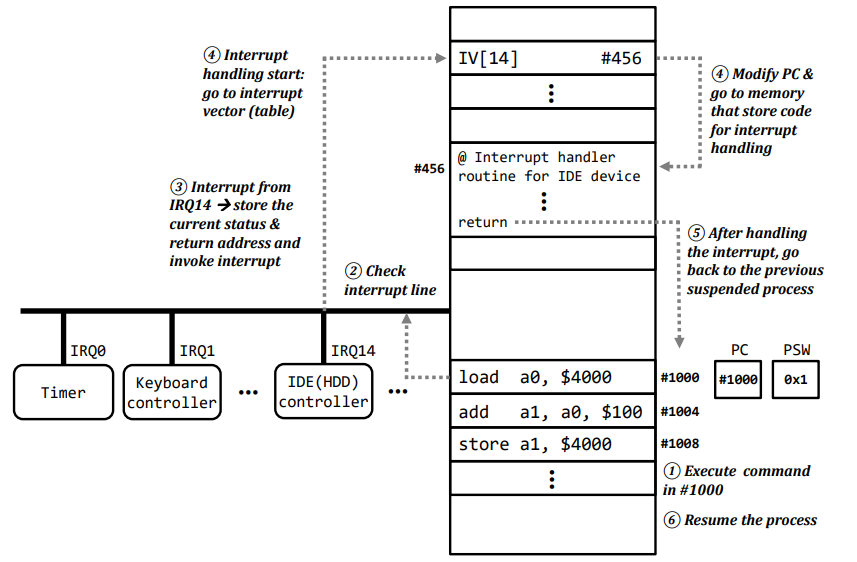 ④ Interrupt
handling start:
go to interrupt
vector (table)
IV[14] #456
④ Modify PC &
go to memory
that store code
for interrupt
handling
#456
@ Interrupt handler
routine for IDE device
return
③ Interrupt from
IRQ14 → store the
current status &
return address and
invoke interrupt
② Check
interrupt line
⑤ After handling
the interrupt, go
back to the previous
suspended process
IRQ0
IRQ1
IRQ14
Timer
Keyboard
controller
...
IDE(HDD)
controller
...
load a0, $4000
#1000
PC
#1000
PSW
0x1
add a1, a0, $100
#1004
store a1, $4000
#1008
① Execute command
in #1000
⑥ Resume the process